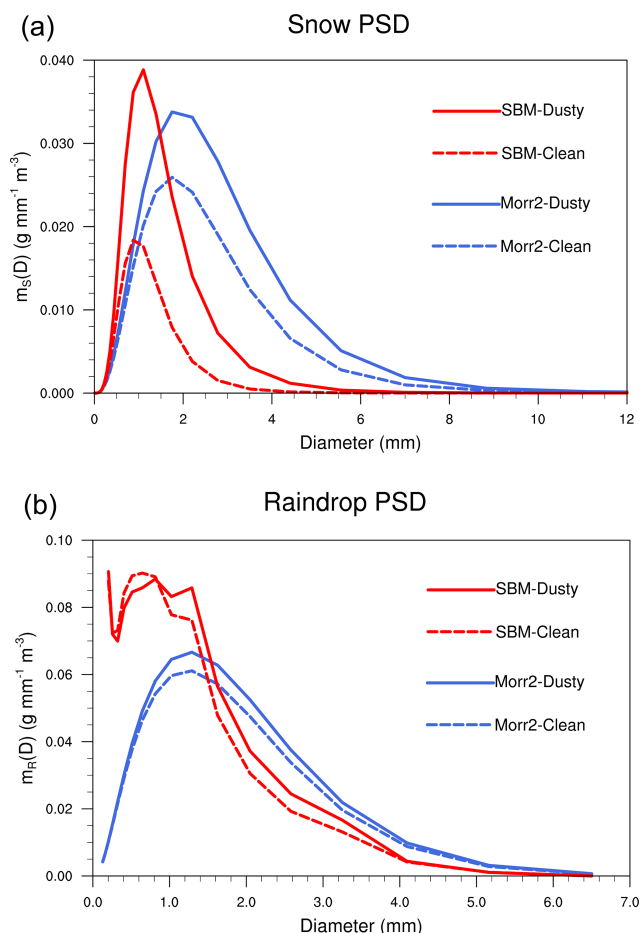 (a)
Snow PSD
0.040
0.030
0.020
0.010
0.000
m_S(D) (g mm⁻¹ m⁻³)
SBM-Dusty
SBM-Clean
Morr2-Dusty
Morr2-Clean
0 2 4 6 8 10 12
Diameter (mm)
(b)
Raindrop PSD
0.10
0.08
0.06
0.04
0.02
0.00
m_R(D) (g mm⁻¹ m⁻³)
SBM-Dusty
SBM-Clean
Morr2-Dusty
Morr2-Clean
0.0 1.0 2.0 3.0 4.0 5.0 6.0 7.0
Diameter (mm)